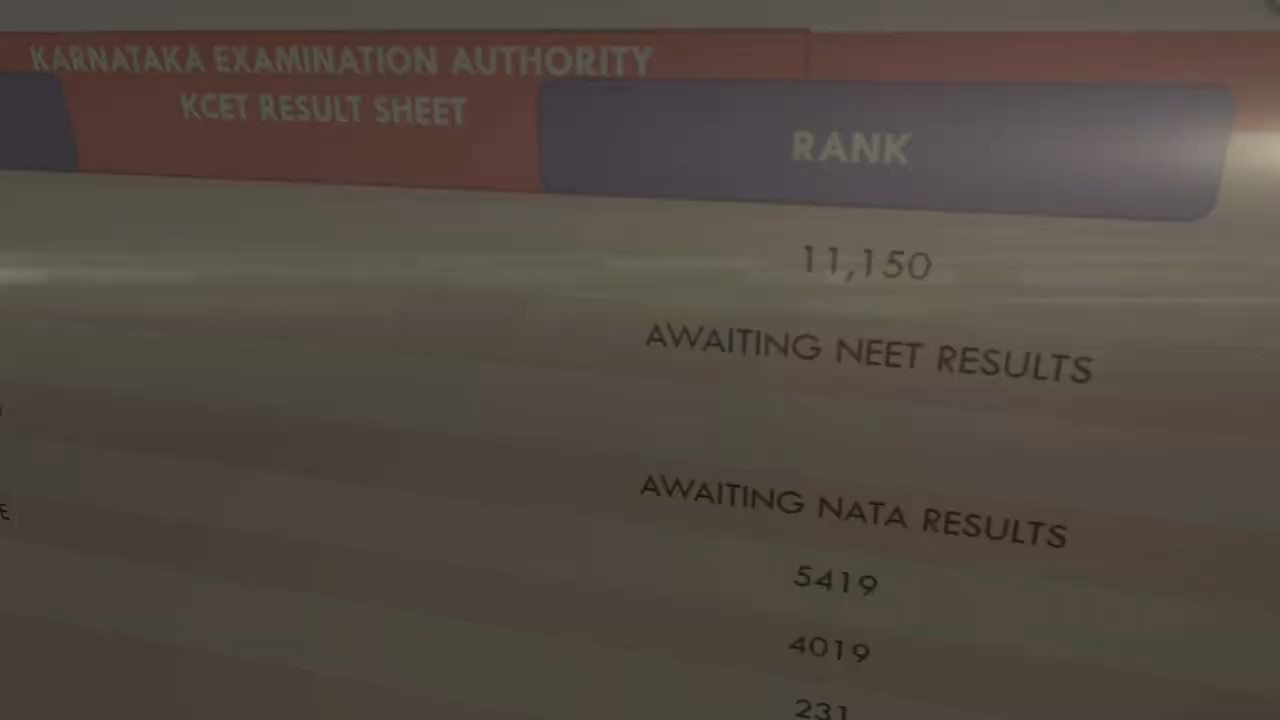 KARNATAKA EXAMINATION AUTHORITY
KCET RESULT SHEET
RANK
11,150
AWAITING NEET RESULTS
AWAITING NATA RESULTS
5419
4019
231